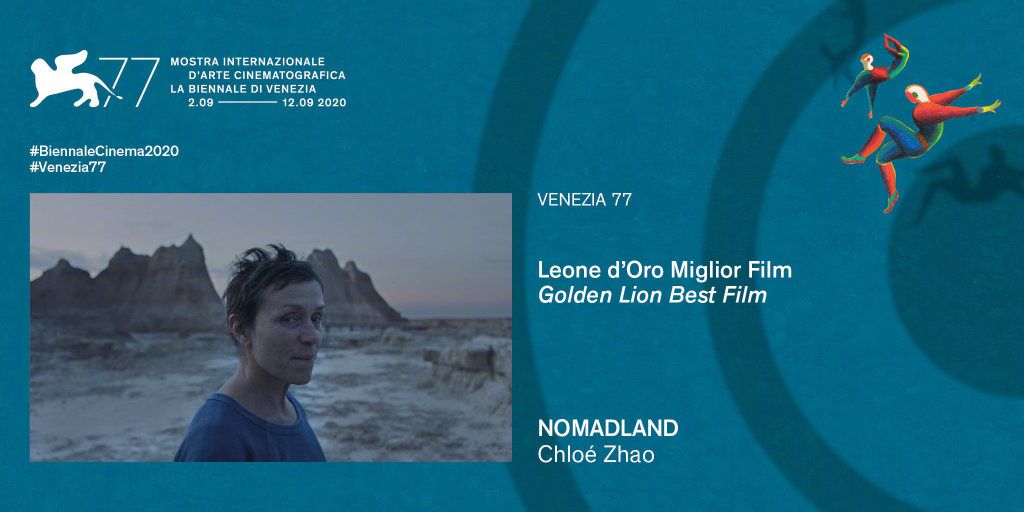 77
MOSTRA INTERNAZIONALE
D'ARTE CINEMATOGRAFICA
LA BIENNALE DI VENEZIA
2.09 —— 12.09 2020
#BiennaleCinema2020
#Venezia77
VENEZIA 77
Leone d'Oro Miglior Film
Golden Lion Best Film
NOMADLAND
Chloé Zhao